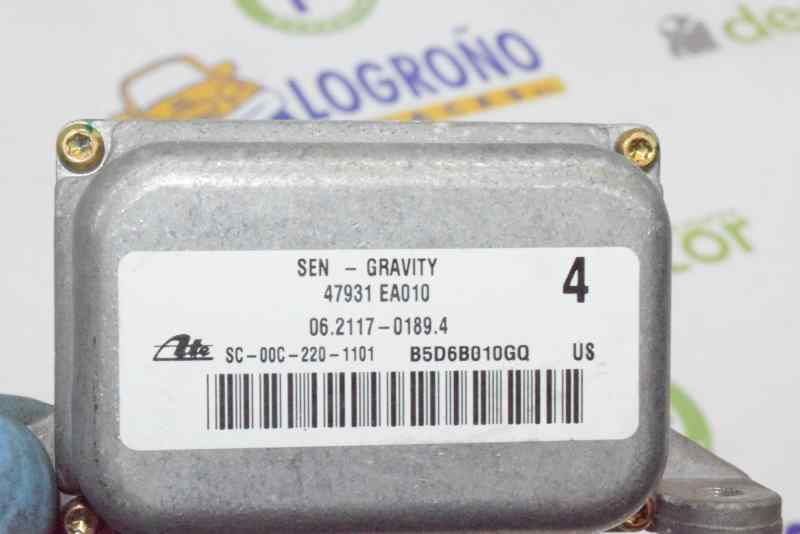 LOGROÑO
SEN - GRAVITY
47931 EA010
4
06.2117-0189.4
Ate SC-00C-220-1101 B5D6B010GQ US